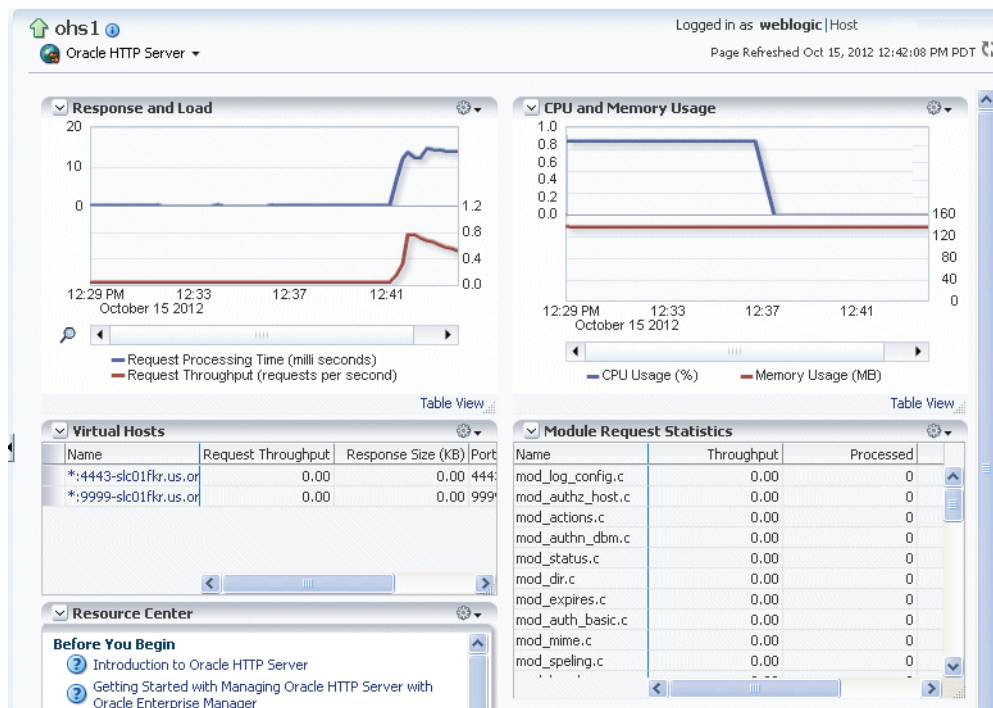 ohs1
Logged in as weblogic|Host
Oracle HTTP Server
Page Refreshed Oct 15, 2012 12:42:08 PM PDT
Response and Load
20
10
0
1.2
0.8
0.4
0.0
12:29 PM 12:33 12:37 12:41
October 15 2012
Request Processing Time (milli seconds)
Request Throughput (requests per second)
Table View
CPU and Memory Usage
1.0
0.8
0.6
0.4
0.2
0.0
160
120
80
40
0
12:29 PM 12:33 12:37 12:41
October 15 2012
CPU Usage (%) Memory Usage (MB)
Table View
Virtual Hosts
Name Request Throughput Response Size (KB) Port
*:4443-slc01fkr.us.or 0.00 0.00 444
*:9999-slc01fkr.us.or 0.00 0.00 999
Module Request Statistics
Name Throughput Processed
mod_log_config.c 0.00 0
mod_authz_host.c 0.00 0
mod_actions.c 0.00 0
mod_authn_dbm.c 0.00 0
mod_status.c 0.00 0
mod_dir.c 0.00 0
mod_expires.c 0.00 0
mod_auth_basic.c 0.00 0
mod_mime.c 0.00 0
mod_speling.c 0.00 0
Resource Center
Before You Begin
Introduction to Oracle HTTP Server
Getting Started with Managing Oracle HTTP Server with
Oracle Enterprise Manager